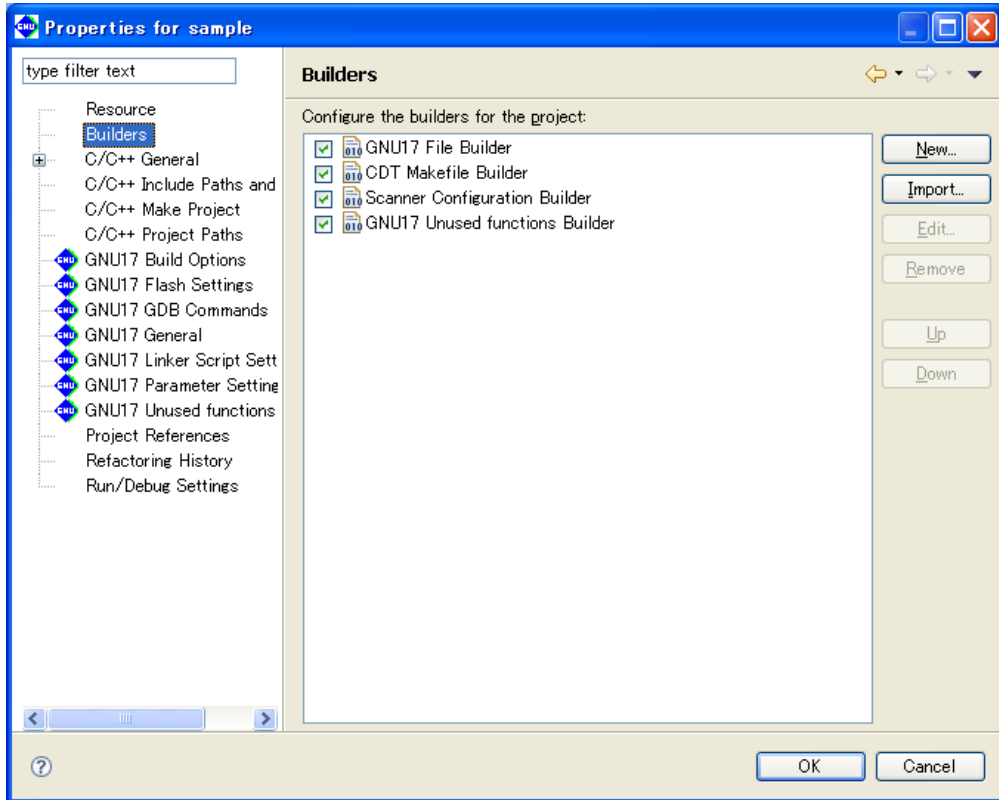 Properties for sample
type filter text
Resource
Builders
C/C++ General
C/C++ Include Paths and
C/C++ Make Project
C/C++ Project Paths
GNU17 Build Options
GNU17 Flash Settings
GNU17 GDB Commands
GNU17 General
GNU17 Linker Script Sett
GNU17 Parameter Setting
GNU17 Unused functions
Project References
Refactoring History
Run/Debug Settings
Builders
Configure the builders for the project:
GNU17 File Builder
CDT Makefile Builder
Scanner Configuration Builder
GNU17 Unused functions Builder
New...
Import...
Edit...
Remove
Up
Down
OK
Cancel